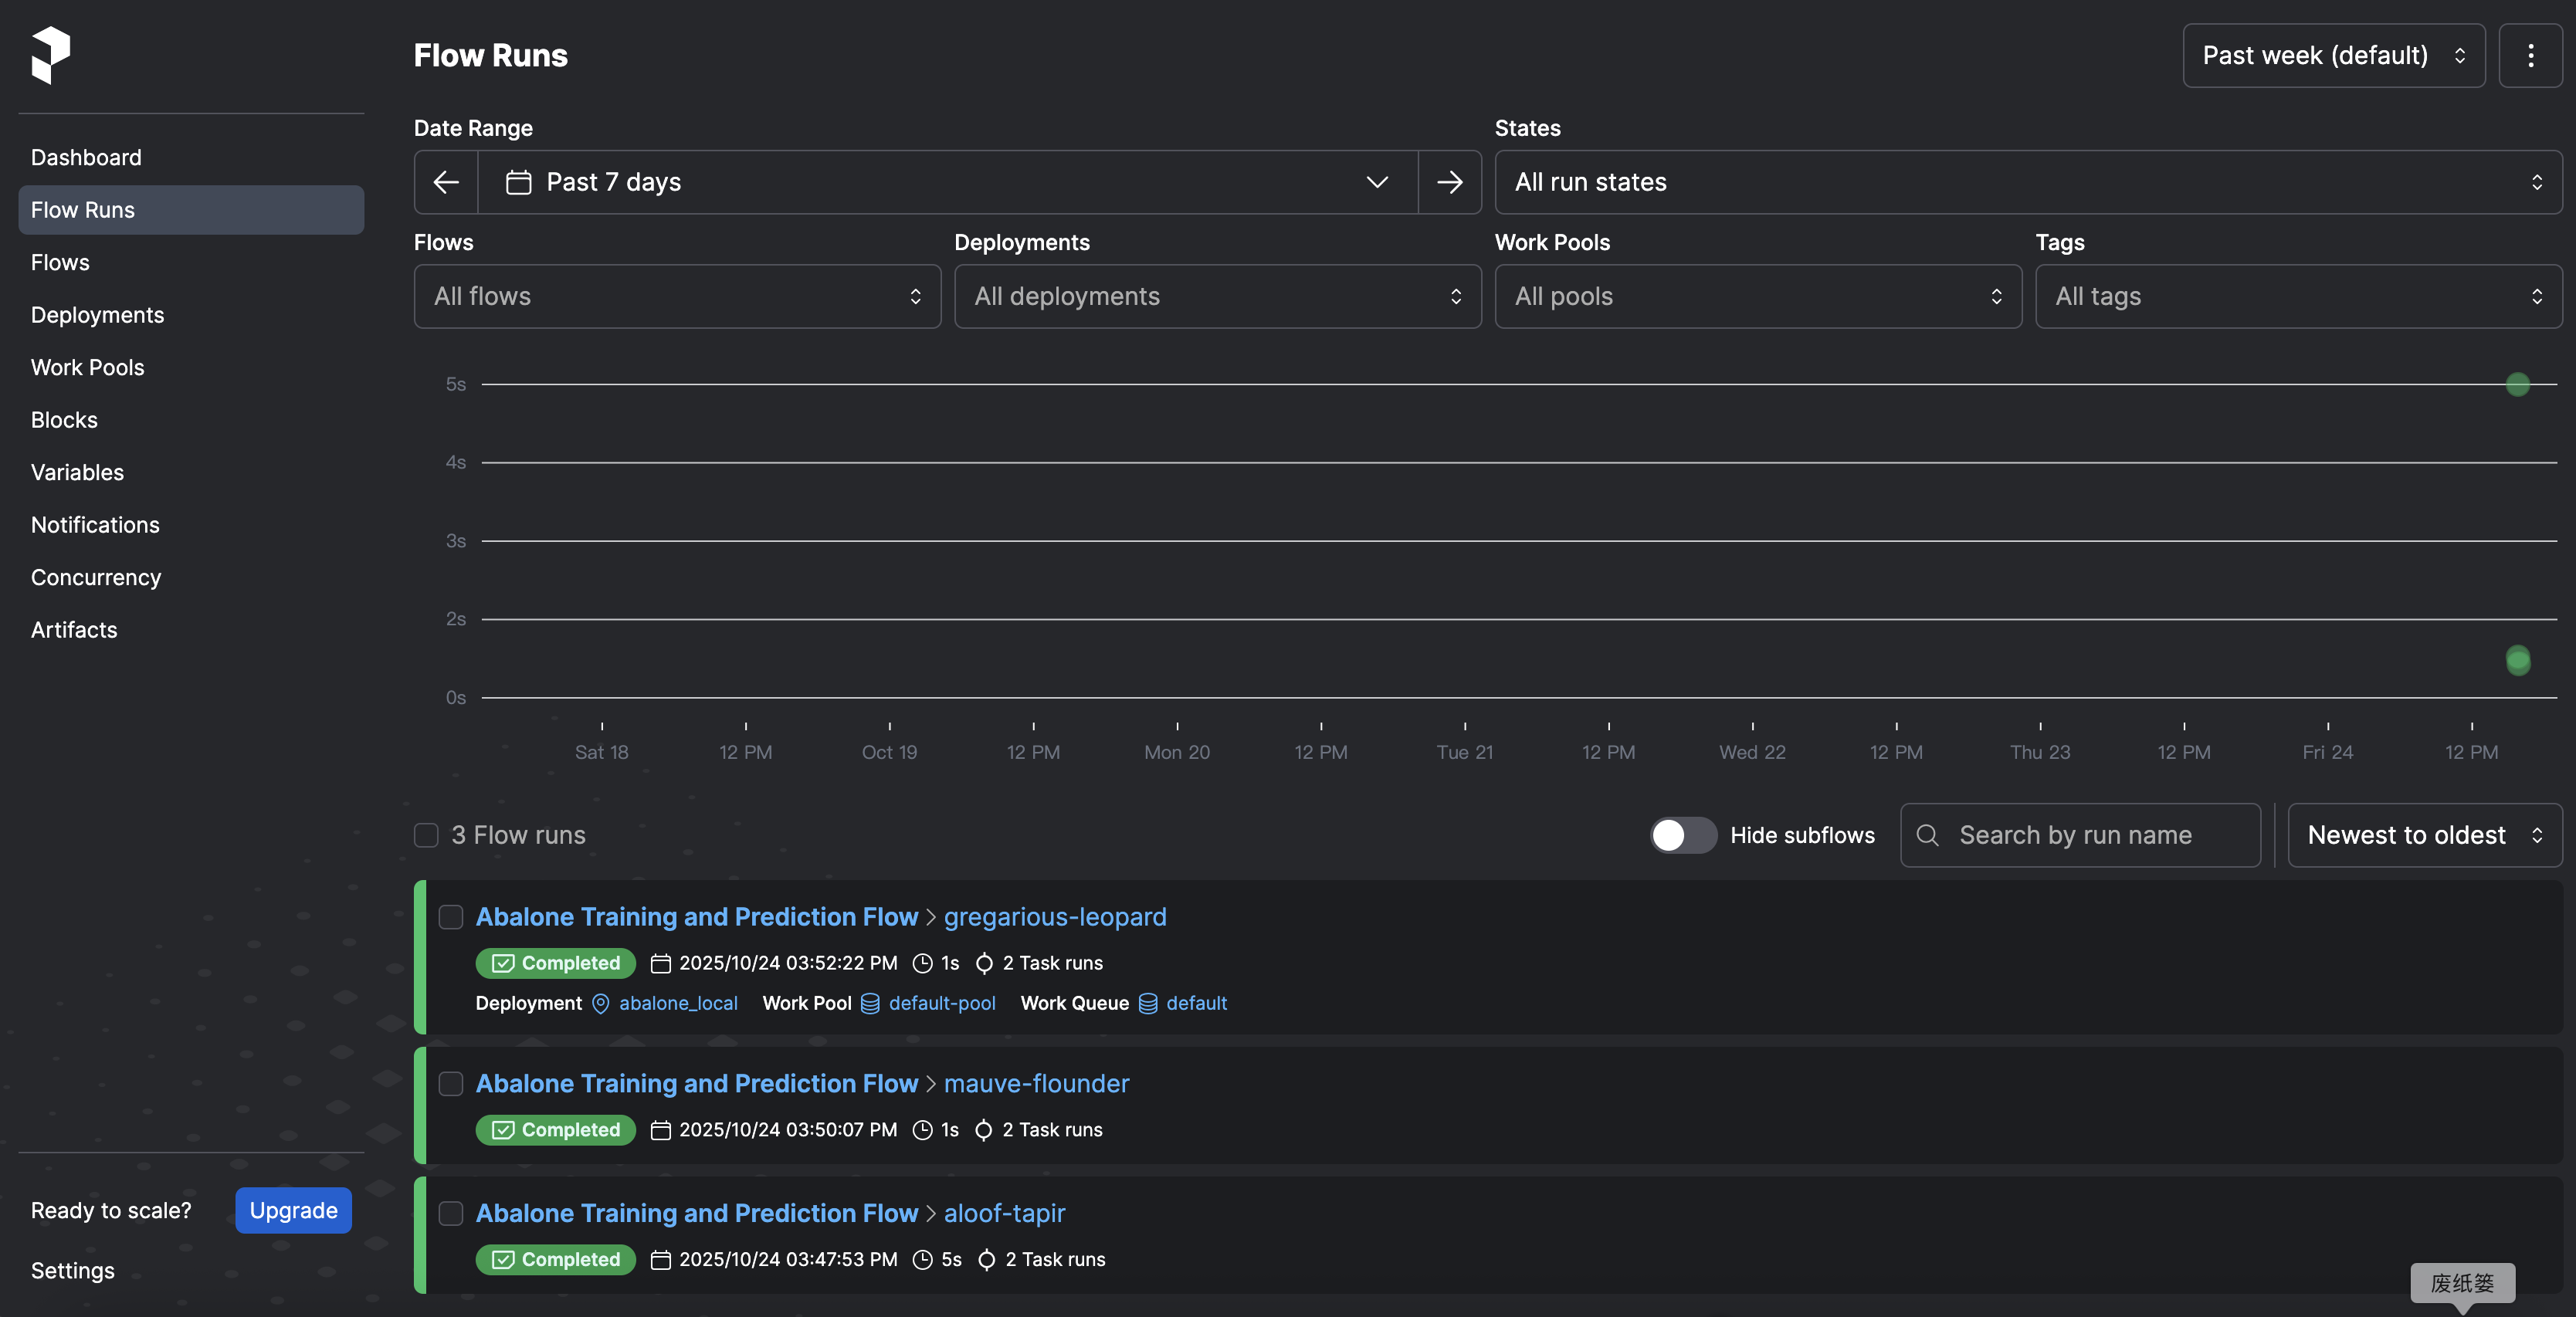 Flow Runs
Past week (default)
Dashboard
Flow Runs
Flows
Deployments
Work Pools
Blocks
Variables
Notifications
Concurrency
Artifacts
Ready to scale? Upgrade
Settings
Date Range
Past 7 days
States
All run states
Flows
All flows
Deployments
All deployments
Work Pools
All pools
Tags
All tags
5s
4s
3s
2s
0s
Sat 18 12 PM Oct 19 12 PM Mon 20 12 PM Tue 21 12 PM Wed 22 12 PM Thu 23 12 PM Fri 24 12 PM
3 Flow runs
Hide subflows
Search by run name
Newest to oldest
Abalone Training and Prediction Flow > gregarious-leopard
Completed 2025/10/24 03:52:22 PM 1s 2 Task runs
Deployment abalone_local Work Pool default-pool Work Queue default
Abalone Training and Prediction Flow > mauve-flounder
Completed 2025/10/24 03:50:07 PM 1s 2 Task runs
Abalone Training and Prediction Flow > aloof-tapir
Completed 2025/10/24 03:47:53 PM 5s 2 Task runs
废纸篓